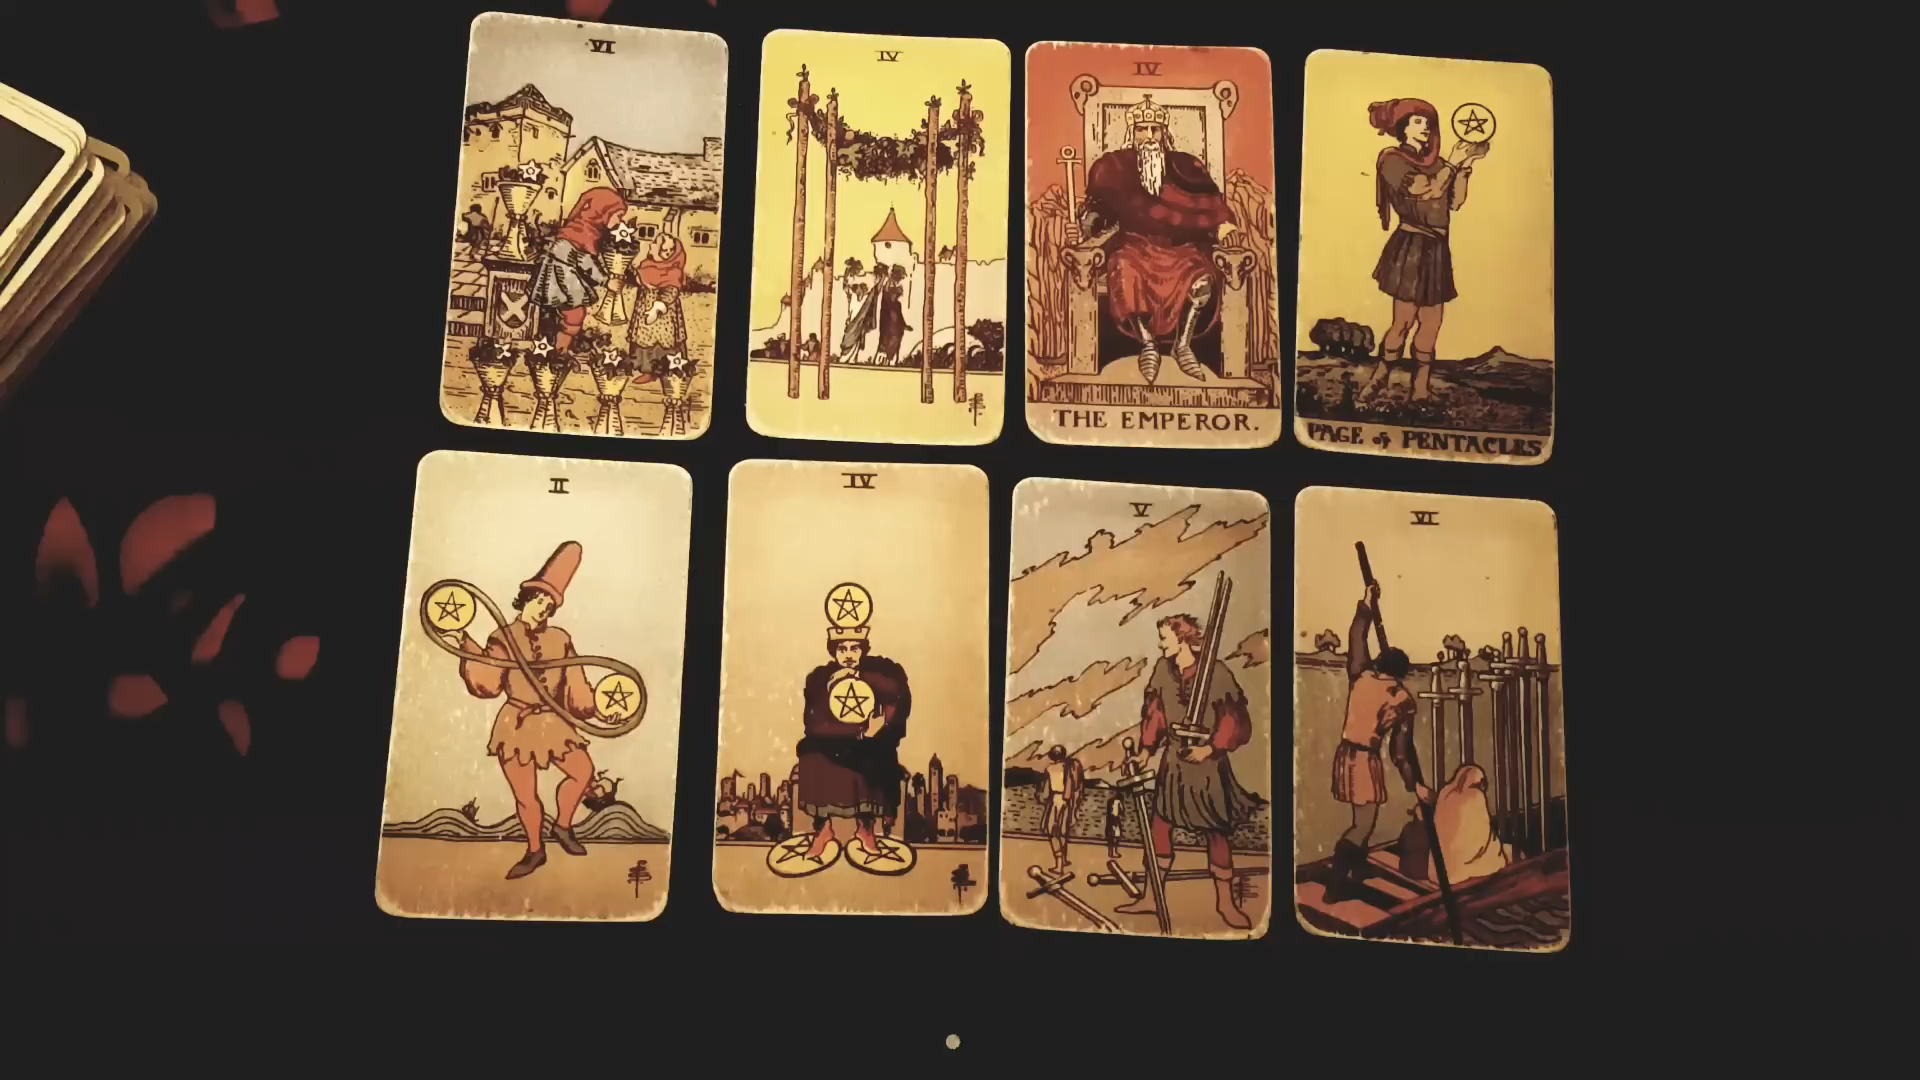 VI
IV
IV
THE EMPEROR.
PAGE of PENTACLES
II
IV
V
VI